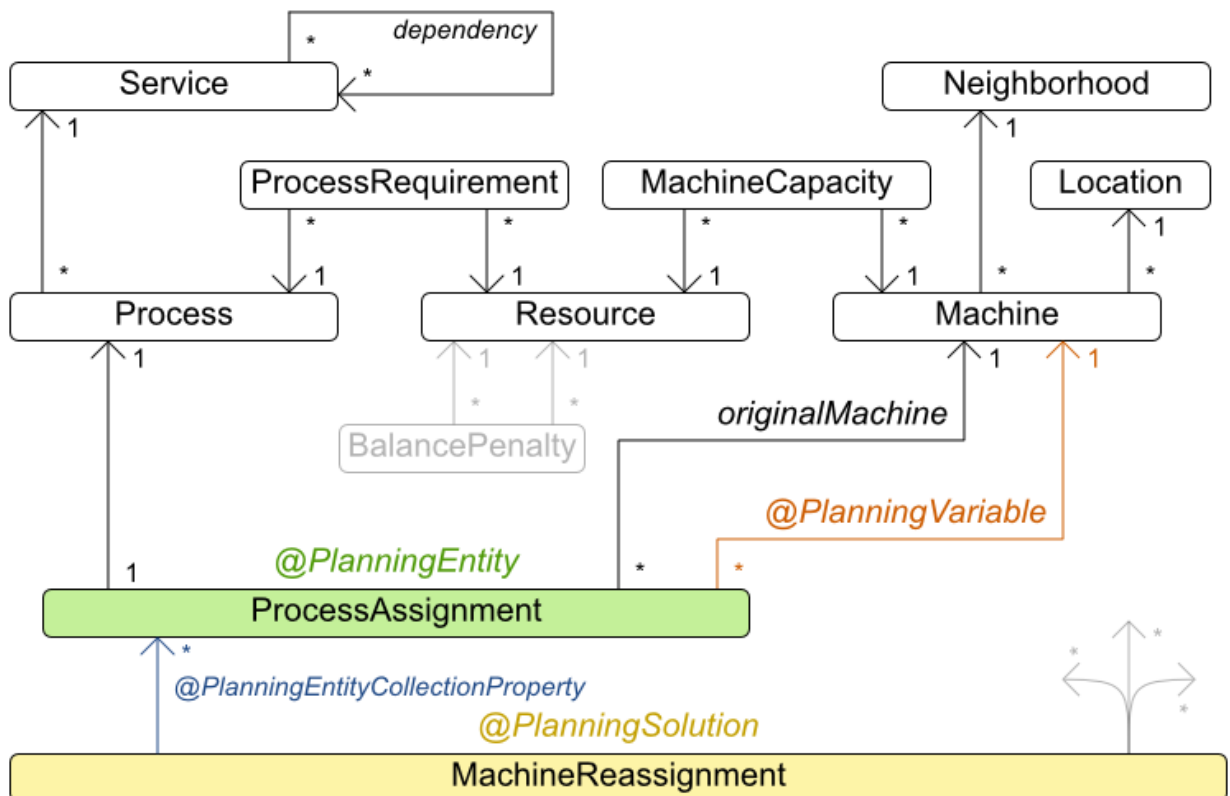 * dependency
Service * Neighborhood
1 1
ProcessRequirement MachineCapacity Location
* * * * 1
* 1 1 1 1 * *
Process Resource Machine
1 1 1 1 1
* * originalMachine
BalancePenalty
@PlanningVariable
@PlanningEntity
1 * *
ProcessAssignment
* * *
@PlanningEntityCollectionProperty *
@PlanningSolution
MachineReassignment